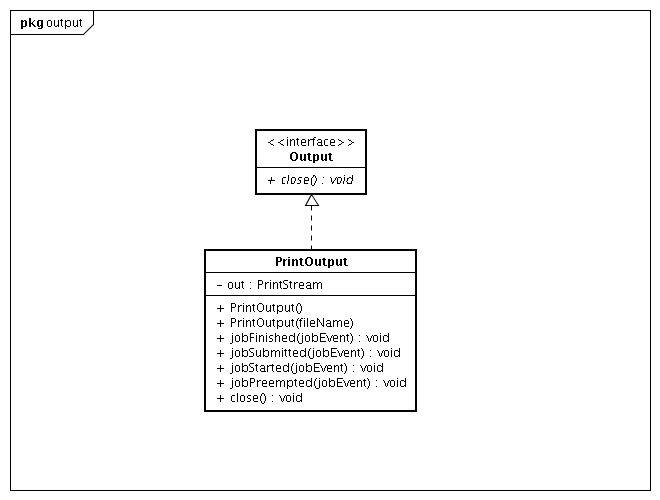 pkg output
<<interface>>
Output
+ close() : void
PrintOutput
- out : PrintStream
+ PrintOutput()
+ PrintOutput(fileName)
+ jobFinished(jobEvent) : void
+ jobSubmitted(jobEvent) : void
+ jobStarted(jobEvent) : void
+ jobPreempted(jobEvent) : void
+ close() : void